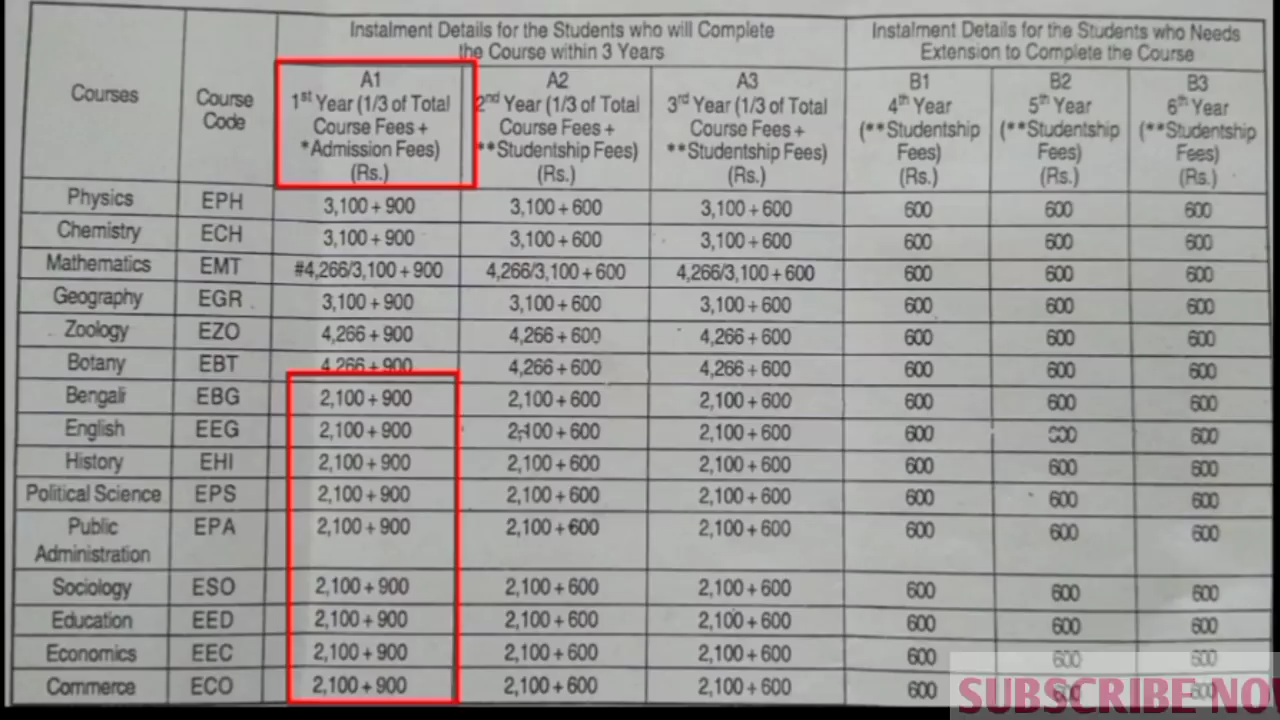 Courses
Course
Code
Instalment Details for the Students who will Complete
the Course within 3 Years
Instalment Details for the Students who Needs
Extension to Complete the Course
A1
1st Year (1/3 of Total
Course Fees +
*Admission Fees)
(Rs.)
A2
2nd Year (1/3 of Total
Course Fees +
**Studentship Fees)
(Rs.)
A3
3rd Year (1/3 of Total
Course Fees +
**Studentship Fees)
(Rs.)
B1
4th Year
(**Studentship
Fees)
(Rs.)
B2
5th Year
(**Studentship
Fees)
(Rs.)
B3
6th Year
(**Studentship
Fees)
(Rs.)
Physics EPH 3,100+900 3,100+600 3,100+600 600 600 600
Chemistry ECH 3,100+900 3,100+600 3,100+600 600 600 600
Mathematics EMT #4,266/3,100+900 4,266/3,100+600 4,266/3,100+600 600 600 600
Geography EGR 3,100+900 3,100+600 3,100+600 600 600 600
Zoology EZO 4,266+900 4,266+600 4,266+600 600 600 600
Botany EBT 4,266+900 4,266+600 4,266+600 600 600 600
Bengali EBG 2,100+900 2,100+600 2,100+600 600 600 600
English EEG 2,100+900 2,100+600 2,100+600 600 600 600
History EHI 2,100+900 2,100+600 2,100+600 600 600 600
Political Science EPS 2,100+900 2,100+600 2,100+600 600 600 600
Public EPA 2,100+900 2,100+600 2,100+600 600 600 600
Administration
Sociology ESO 2,100+900 2,100+600 2,100+600 600 600 600
Education EED 2,100+900 2,100+600 2,100+600 600 600 600
Economics EEC 2,100+900 2,100+600 2,100+600 600 600 600
Commerce ECO 2,100+900 2,100+600 2,100+600 600 600 600
SUBSCRIBE NOW